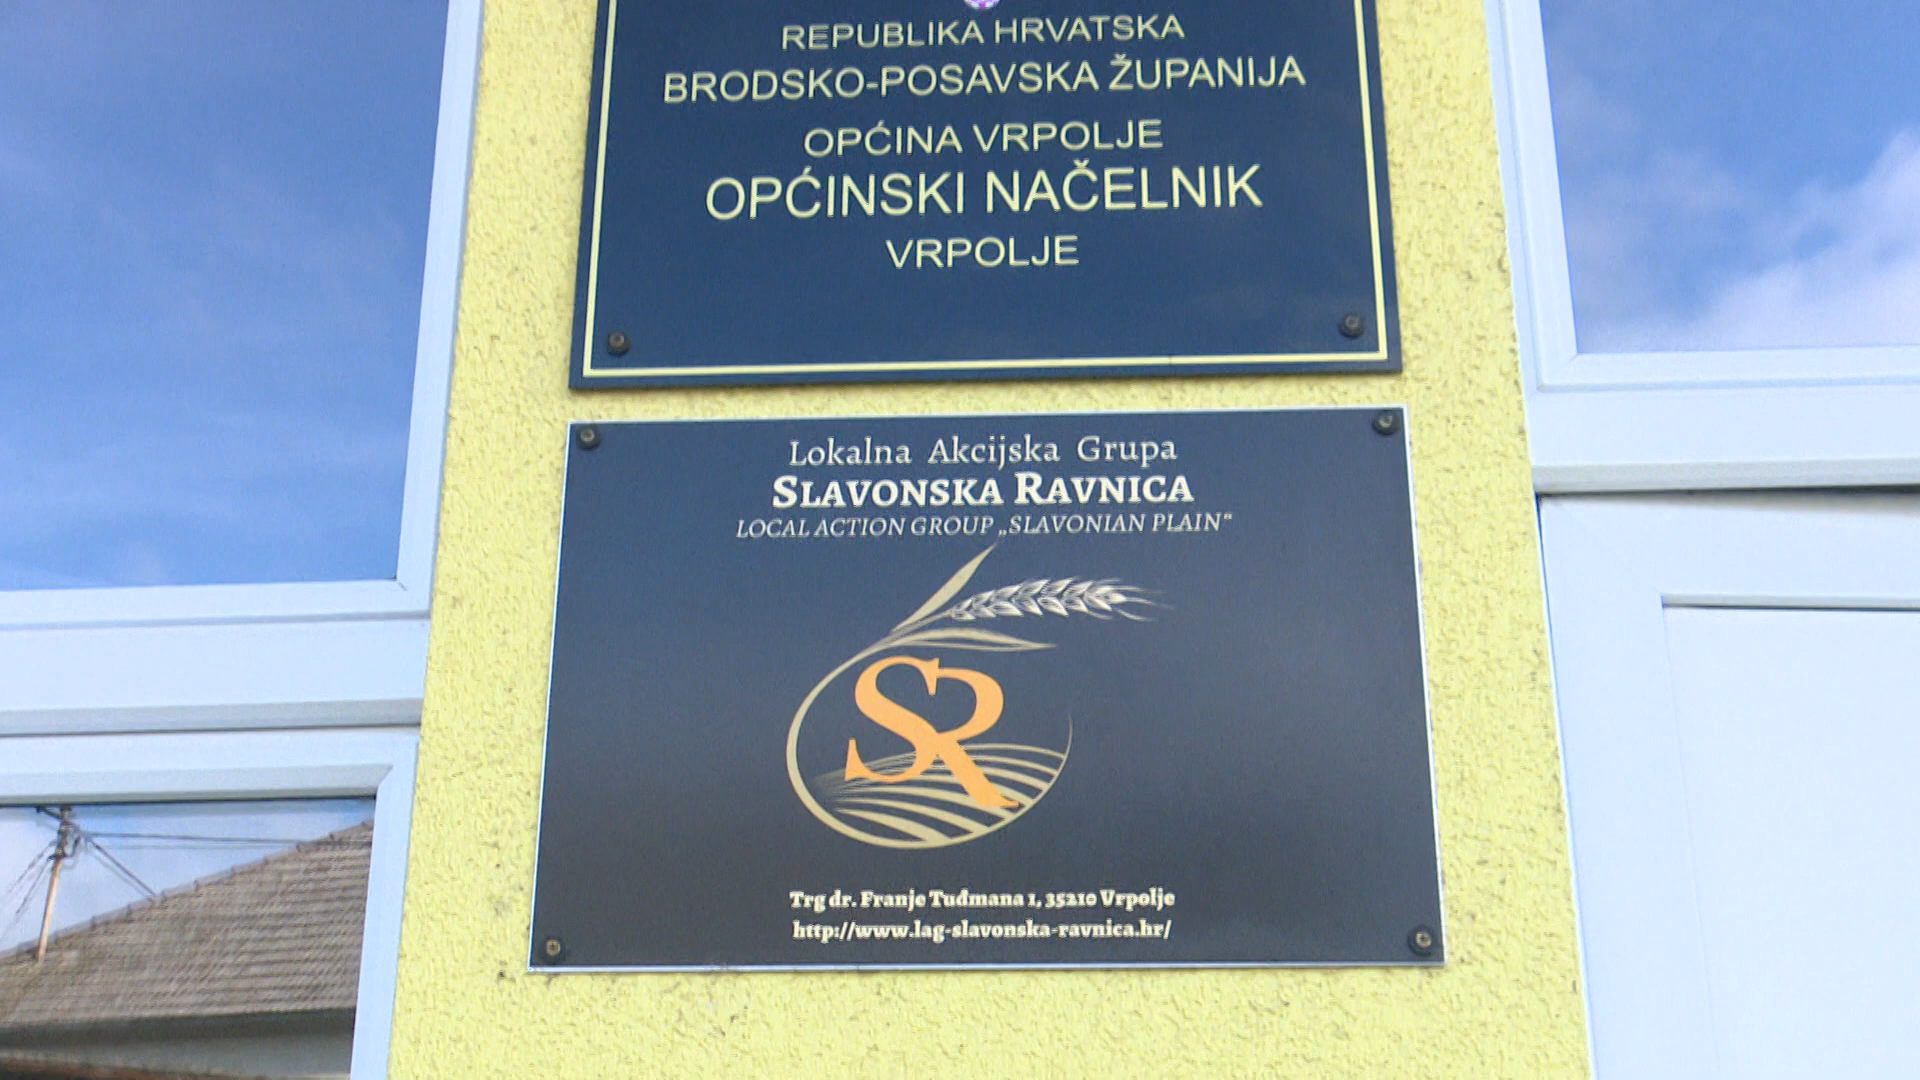 REPUBLIKA HRVATSKA
BRODSKO-POSAVSKA ŽUPANIJA
OPĆINA VRPOLJE
OPĆINSKI NAČELNIK
VRPOLJE
Lokalna Akcijska Grupa
SLAVONSKA RAVNICA
LOCAL ACTION GROUP „SLAVONIAN PLAIN“
SR
Trg dr. Franje Tuđmana 1, 35210 Vrpolje
http://www.lag-slavonska-ravnica.hr/